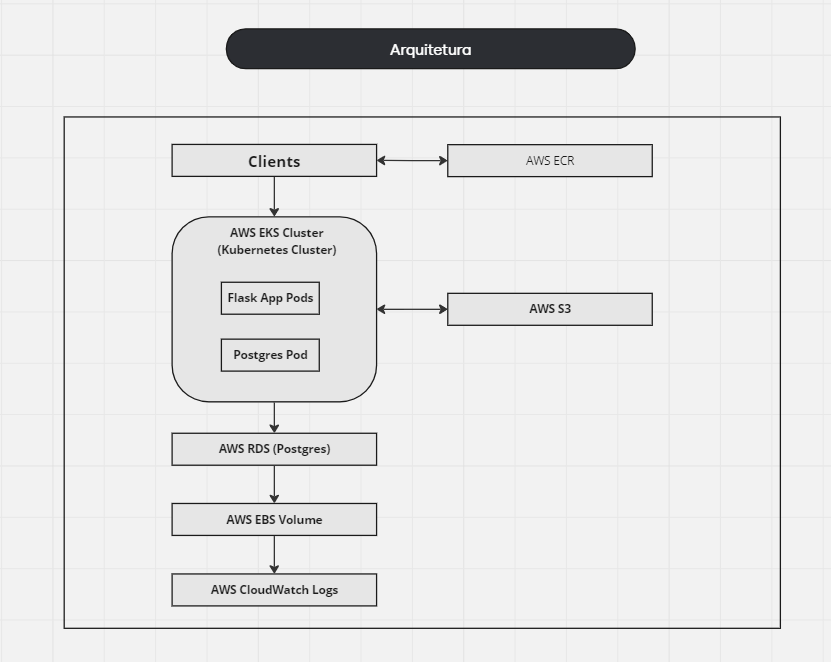 Arquitetura
Clients
AWS ECR
AWS EKS Cluster
(Kubernetes Cluster)
Flask App Pods
AWS S3
Postgres Pod
AWS RDS (Postgres)
AWS EBS Volume
AWS CloudWatch Logs